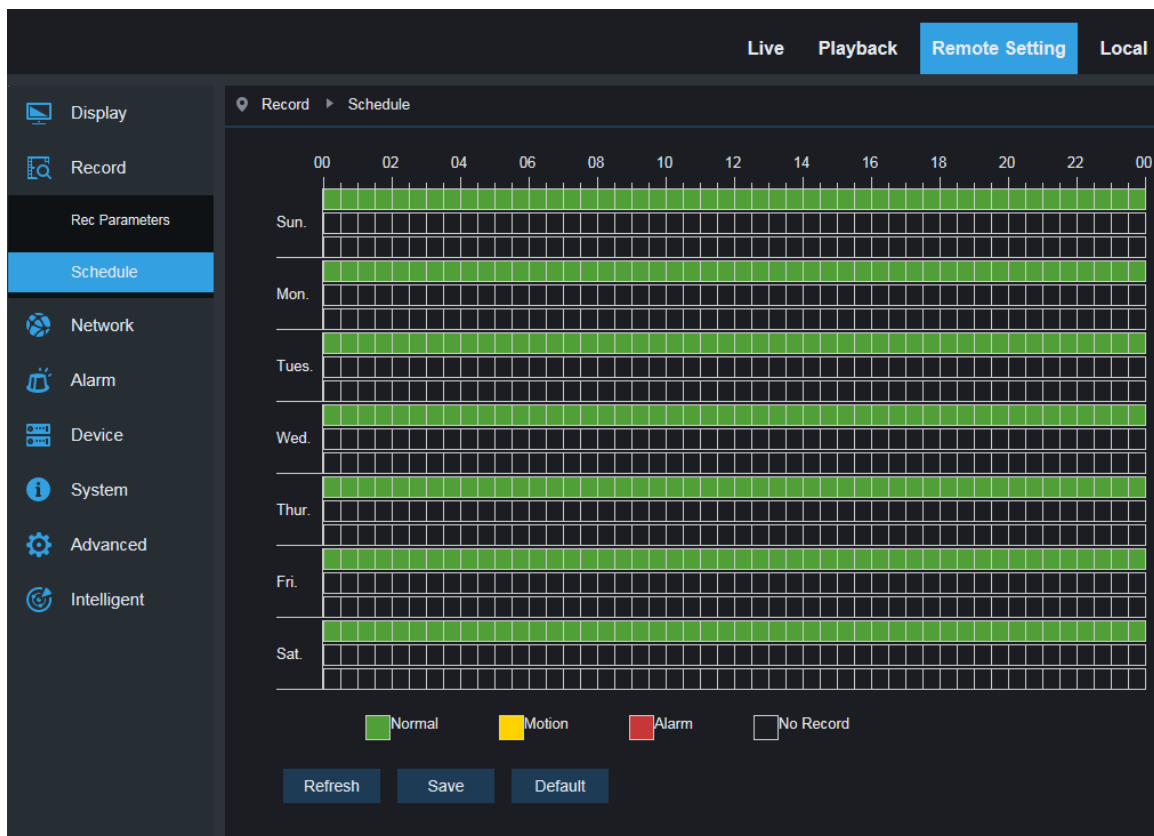 Live Playback Remote Setting Local
Display
Record
Rec Parameters
Schedule
Network
Alarm
Device
System
Advanced
Intelligent
Record Schedule
00 02 04 06 08 10 12 14 16 18 20 22 00
Sun.
Mon.
Tues.
Wed.
Thur.
Fri.
Sat.
Normal Motion Alarm No Record
Refresh Save Default